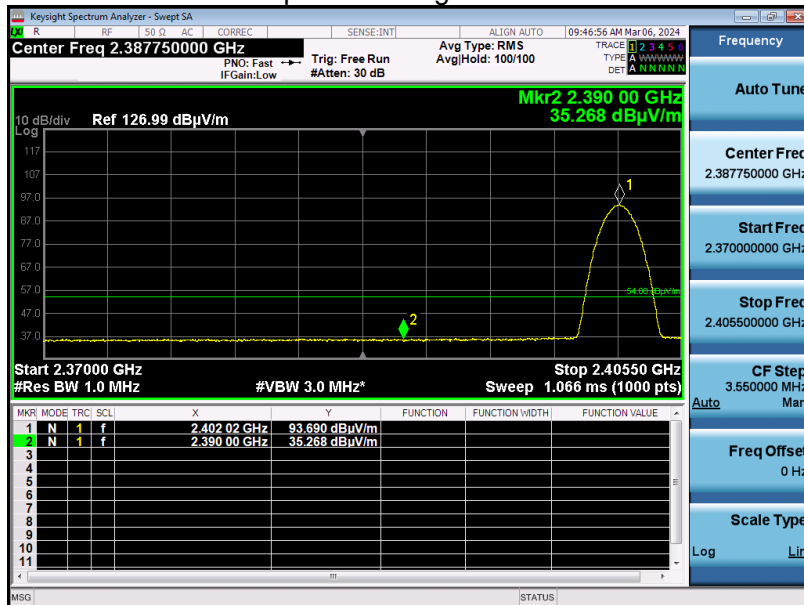 Keysight Spectrum Analyzer - Swept SA
LXI R RF 50 Ω AC CORREC SENSE:INT ALIGN AUTO 09:46:56 AM Mar 06, 2024
Center Freq 2.387750000 GHz
PNO: Fast
IFGain:Low
Trig: Free Run
#Atten: 30 dB
Avg Type: RMS
Avg|Hold: 100/100
TRACE 1 2 3 4 5 6
TYPE A WWWWW
DET A N N N N N
Mkr2 2.390 00 GHz
35.268 dBµV/m
10 dB/div Ref 126.99 dBµV/m
Log
117
107
97.0
87.0
77.0
67.0
57.0
47.0
37.0
1
2
54.00 dBµV/m
Start 2.37000 GHz Stop 2.40550 GHz
#Res BW 1.0 MHz #VBW 3.0 MHz* Sweep 1.066 ms (1000 pts)
MKR MODE TRC SCL X Y FUNCTION FUNCTION WIDTH FUNCTION VALUE
1 N 1 f 2.402 02 GHz 93.690 dBµV/m
2 N 1 f 2.390 00 GHz 35.268 dBµV/m
3
4
5
6
7
8
9
10
11
MSG STATUS
Frequency
Auto Tune
Center Freq
2.387750000 GHz
Start Freq
2.370000000 GHz
Stop Freq
2.405500000 GHz
CF Step
3.550000 MHz
Auto Man
Freq Offset
0 Hz
Scale Type
Log Lin